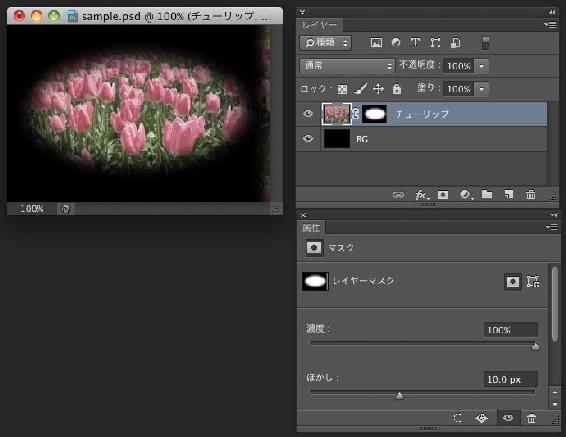 sample.psd @ 100% (チューリップ, ...
100%
レイヤー
種類
通常
不透明度: 100%
ロック:
塗り: 100%
チューリップ
BG
fx
属性
マスク
レイヤーマスク
濃度: 100%
ぼかし: 10.0 px